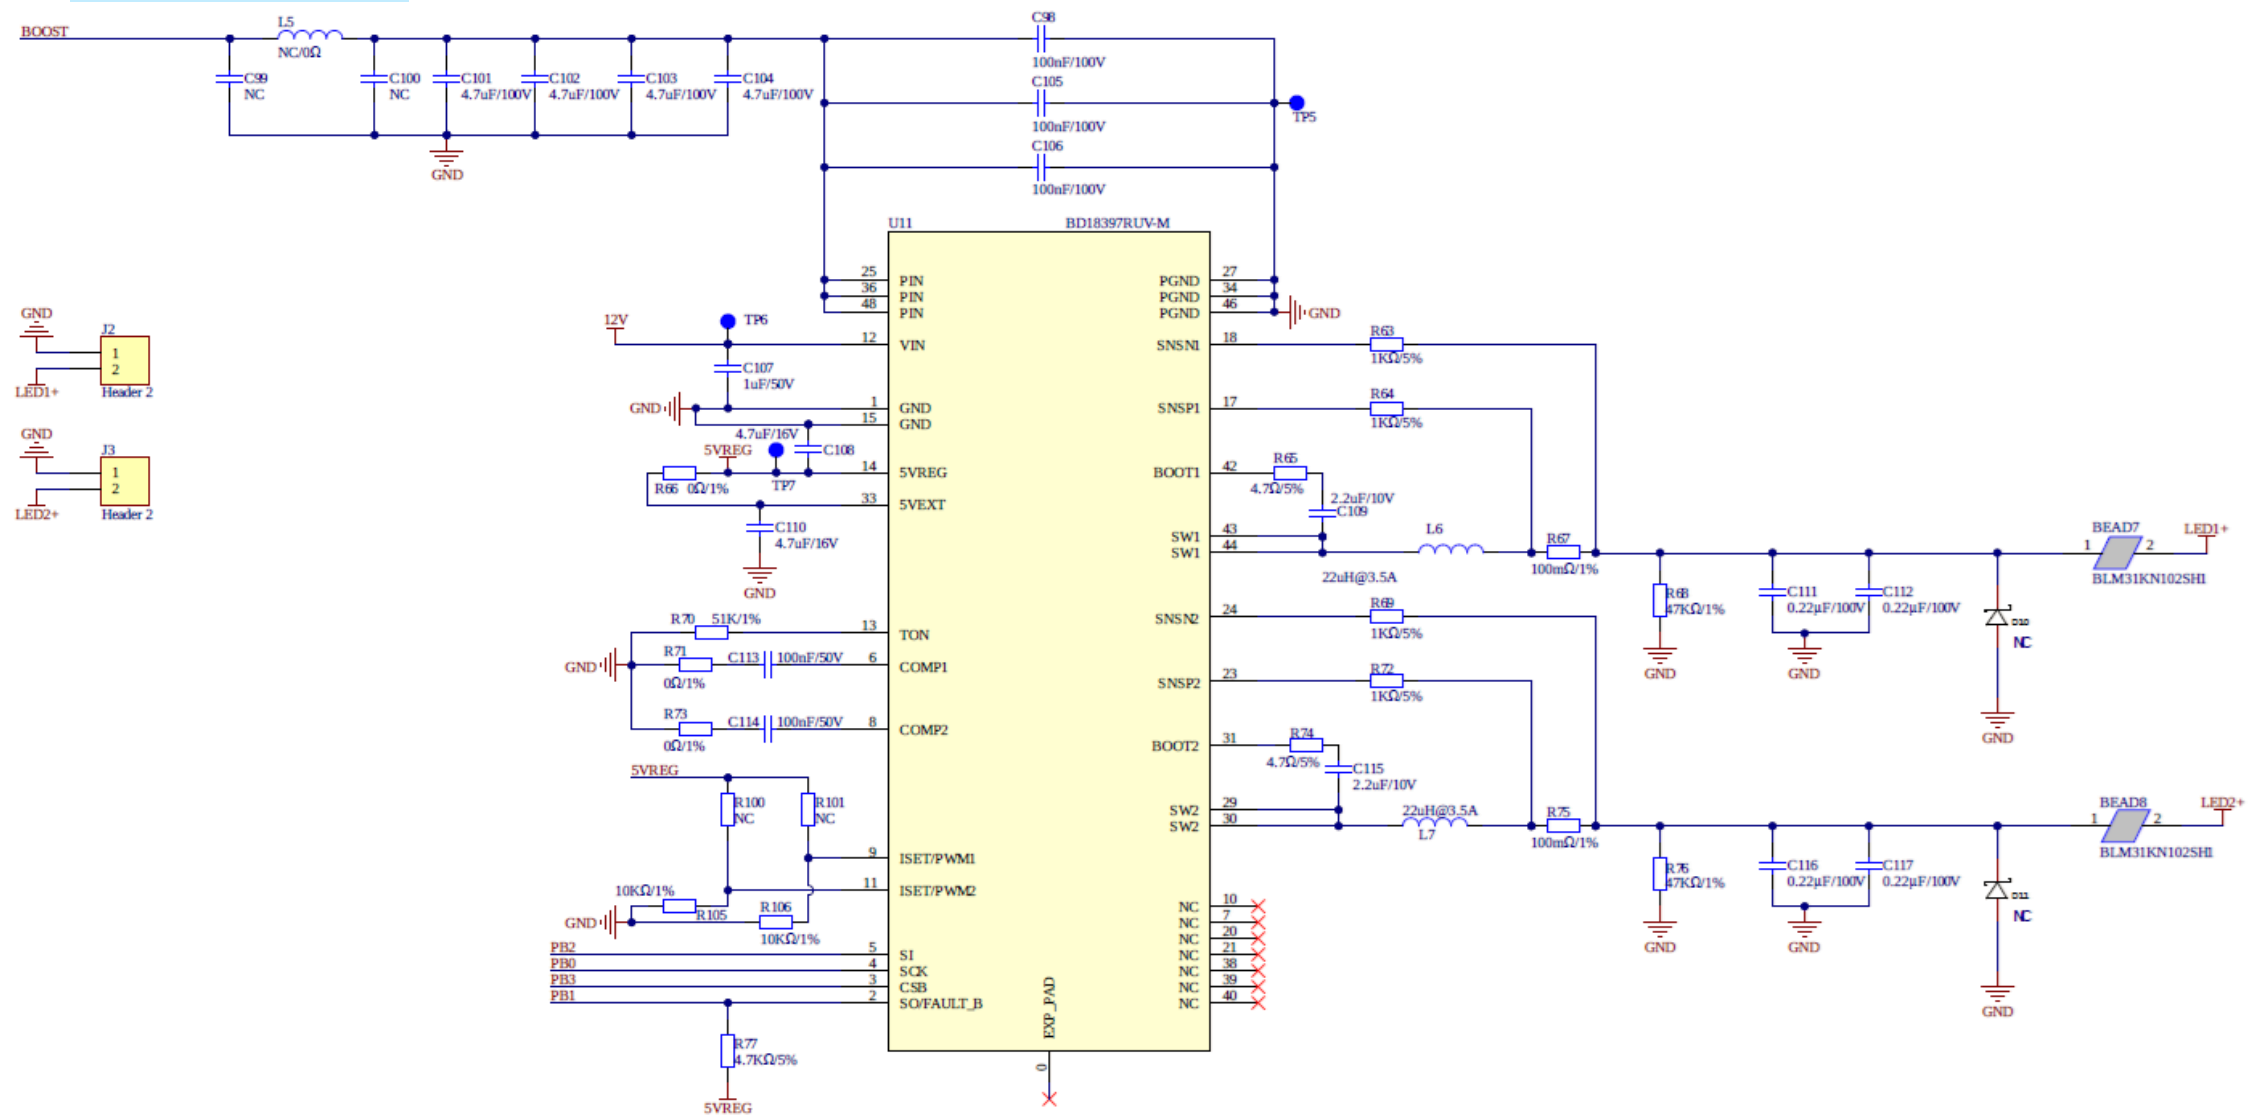 BOOST
L5
NC/0Ω
C99
NC
C100
NC
C101
4.7uF/100V
C102
4.7uF/100V
C103
4.7uF/100V
C104
4.7uF/100V
GND
C98
100nF/100V
C105
100nF/100V
C106
100nF/100V
TP5
U11
BD18397RUV-M
25 PIN
36 PIN
48 PIN
12 VIN
1 GND
15 GND
14 5VREG
33 5VEXT
13 TON
6 COMP1
8 COMP2
9 ISET/PWM1
11 ISET/PWM2
5 SI
4 SCK
3 CSB
2 SO/FAULT_B
PGND 27
PGND 34
PGND 46
SNSN1 18
SNSP1 17
BOOT1 42
SW1 43
SW1 44
SNSN2 24
SNSP2 23
BOOT2 31
SW2 29
SW2 30
NC 10
NC 7
NC 20
NC 21
NC 38
NC 39
NC 40
EXP_PAD
0
GND
GND
J2
1
2
LED1+
Header 2
GND
J3
1
2
LED2+
Header 2
12V
TP6
C107
1uF/50V
GND
4.7uF/16V
C108
5VREG
TP7
R66 0Ω/1%
C110
4.7uF/16V
GND
R70 51K/1%
GND
R71
0Ω/1%
C113 100nF/50V
R73
0Ω/1%
C114 100nF/50V
5VREG
R100
NC
R101
NC
10KΩ/1%
R105
GND
R106
10KΩ/1%
PB2
PB0
PB3
PB1
R77
4.7KΩ/5%
5VREG
R63
1KΩ/5%
R64
1KΩ/5%
R65
4.7Ω/5%
2.2uF/10V
C109
L6
22uH@3.5A
R67
100mΩ/1%
R68
47KΩ/1%
GND
C111
0.22μF/100V
C112
0.22μF/100V
GND
D10
NC
GND
BEAD7
1
2
BLM31KN102SH1
LED1+
R69
1KΩ/5%
R72
1KΩ/5%
R74
4.7Ω/5%
C115
2.2uF/10V
22uH@3.5A
L7
R75
100mΩ/1%
R76
47KΩ/1%
GND
C116
0.22μF/100V
C117
0.22μF/100V
GND
D11
NC
GND
BEAD8
1
2
BLM31KN102SH1
LED2+